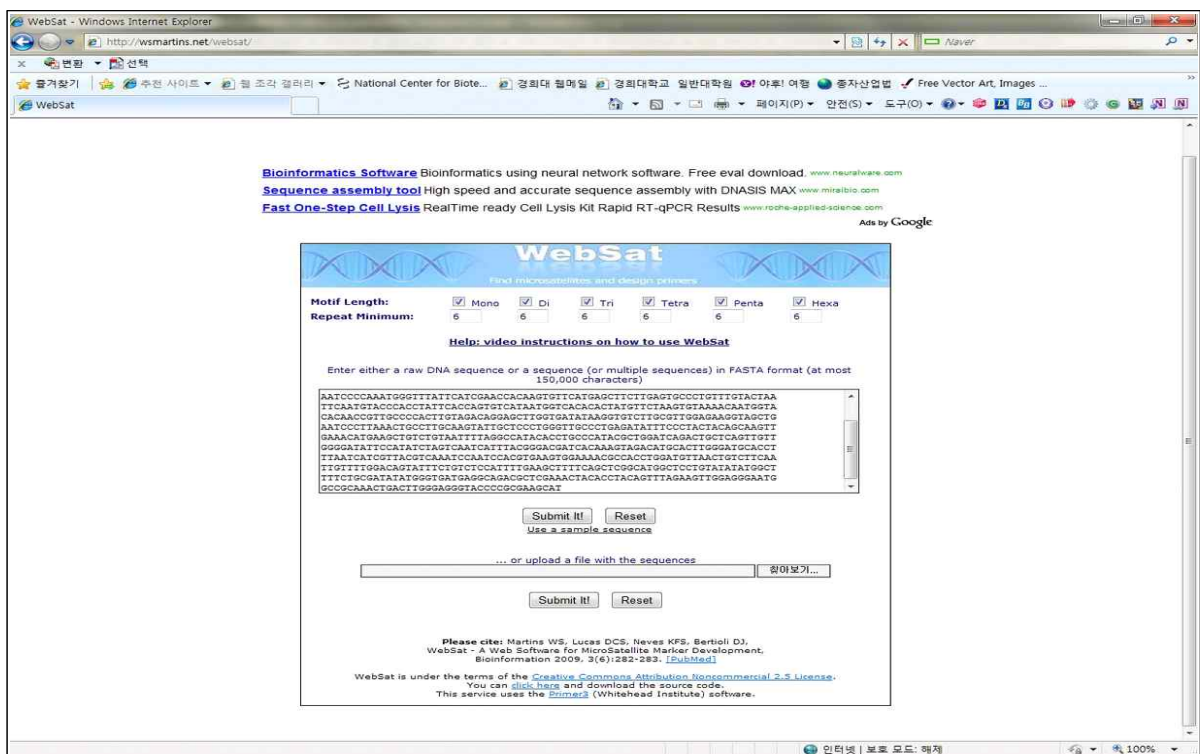 WebSat - Windows Internet Explorer
http://wsmartins.net/websat/
Naver
x 변환 선택
즐겨찾기 추천 사이트 웹 조각 갤러리 National Center for Biote... 경희대 웹메일 경희대학교 일반대학원 야후! 여행 종자산업법 Free Vector Art, Images ...
WebSat
페이지(P) 안전(S) 도구(O)
Bioinformatics Software Bioinformatics using neural network software. Free eval download. www.neuralware.com
Sequence assembly tool High speed and accurate sequence assembly with DNASIS MAX www.miraibio.com
Fast One-Step Cell Lysis RealTime ready Cell Lysis Kit Rapid RT-qPCR Results www.roche-applied-science.com
Ads by Google
WebSat
Find microsatellites and design primers
Motif Length: Mono Di Tri Tetra Penta Hexa
Repeat Minimum: 6 6 6 6 6 6
Help: video instructions on how to use WebSat
Enter either a raw DNA sequence or a sequence (or multiple sequences) in FASTA format (at most
150,000 characters)
AATCCCCAAATGGGTTTATTCATCGAACCACAAGTGTTCATGAGCTTCTTGAGTGCCCTGTTTGTACTAA
TTCAATGTACCCACCTATTCACCAGTGTCATAATGGTCACACACTATGTTCTAAGTGTAAAACAATGGTA
CACAACCGTTGCCCCACTTGTAGACAGGAGCTTGGTGATATAAGGTGTCTTGCGTTGGAGAAGGTAGCTG
AATCCCTTAAACTGCCTTGCAAGTATTGCTCCCTGGGTTGCCCTGAGATATTTCCCTACTACAGCAAGTT
GAAACATGAAGCTGTCTGTAATTTTAGGCCATACACCTGCCCATACGCTGGATCAGACTGCTCAGTTGTT
GGGGATATTCCATATCTAGTCAATCATTTACGGGACGATCACAAAGTAGACATGCACTTGGGATGCACCT
TTAATCATCGTTACGTCAAATCCAATCCACGTGAAGTGGAAAACGCCACCTGGATGTTAACTGTCTTCAA
TTGTTTTGGACAGTATTTCTGTCTCCATTTTGAAGCTTTTCAGCTCGGCATGGCTCCTGTATATATGGCT
TTTCTGCGATATATGGGTGATGAGGCAGACGCTCGAAACTACACCTACAGTTTAGAAGTTGGAGGGAATG
GCCGCAAACTGACTTGGGAGGGTACCCCGCGAAGCAT
Submit It! Reset
Use a sample sequence
... or upload a file with the sequences
찾아보기...
Submit It! Reset
Please cite: Martins WS, Lucas DCS, Neves KFS, Bertioli DJ,
WebSat - A Web Software for MicroSatellite Marker Development,
Bioinformation 2009, 3(6):282-283. [PubMed]
WebSat is under the terms of the Creative Commons Attribution Noncommercial 2.5 License.
You can click here and download the source code.
This service uses the Primer3 (Whitehead Institute) software.
인터넷 | 보호 모드: 해제 100%